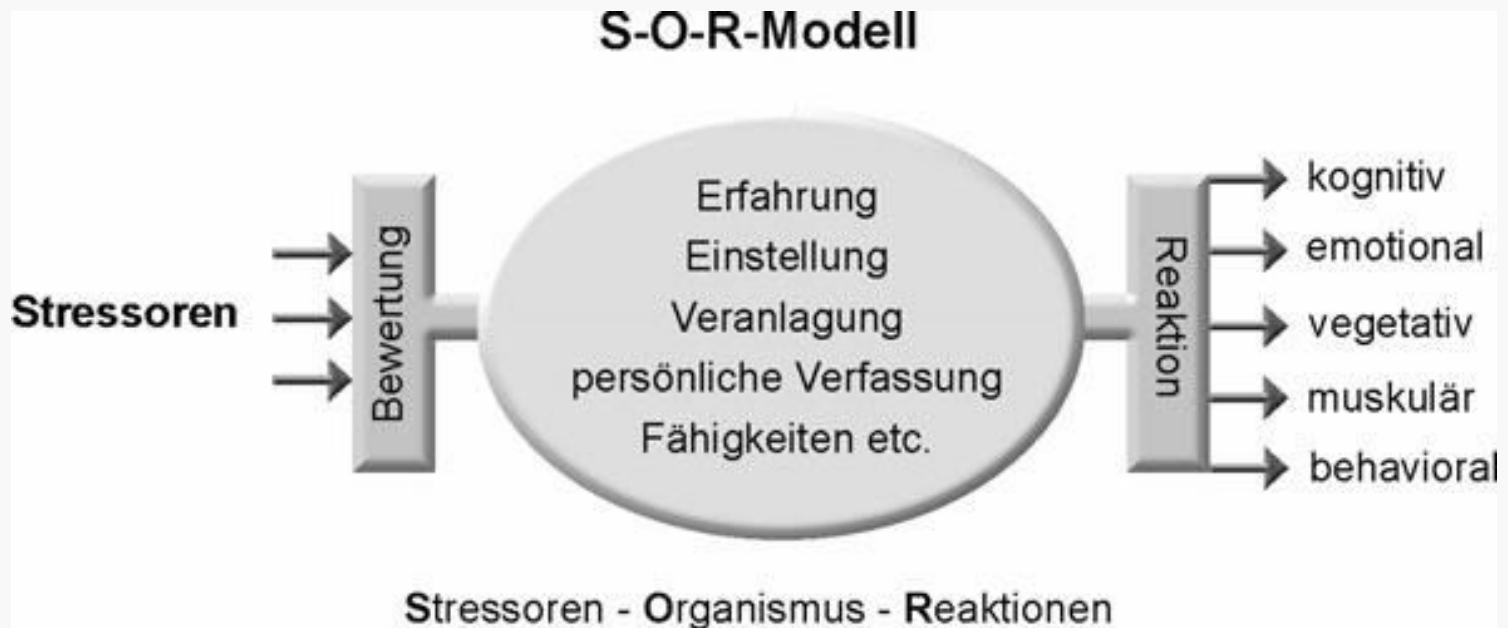 S-O-R-Modell
Stressoren
Bewertung
Erfahrung
Einstellung
Veranlagung
persönliche Verfassung
Fähigkeiten etc.
Reaktion
kognitiv
emotional
vegetativ
muskulär
behavioral
Stressoren - Organismus - Reaktionen